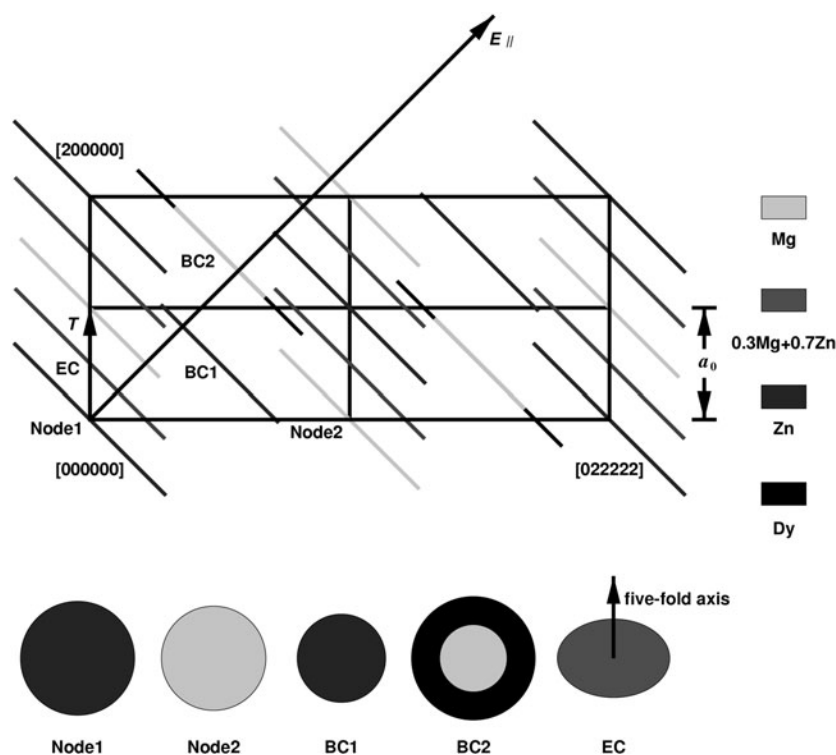 E //
[200000]
BC2
Mg
T
EC
BC1
a₀
0.3Mg+0.7Zn
Node1
Node2
Zn
[000000]
[022222]
Dy
five-fold axis
Node1
Node2
BC1
BC2
EC